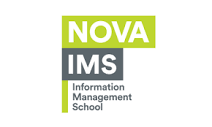 NOVA
IMS
Information
Management
School